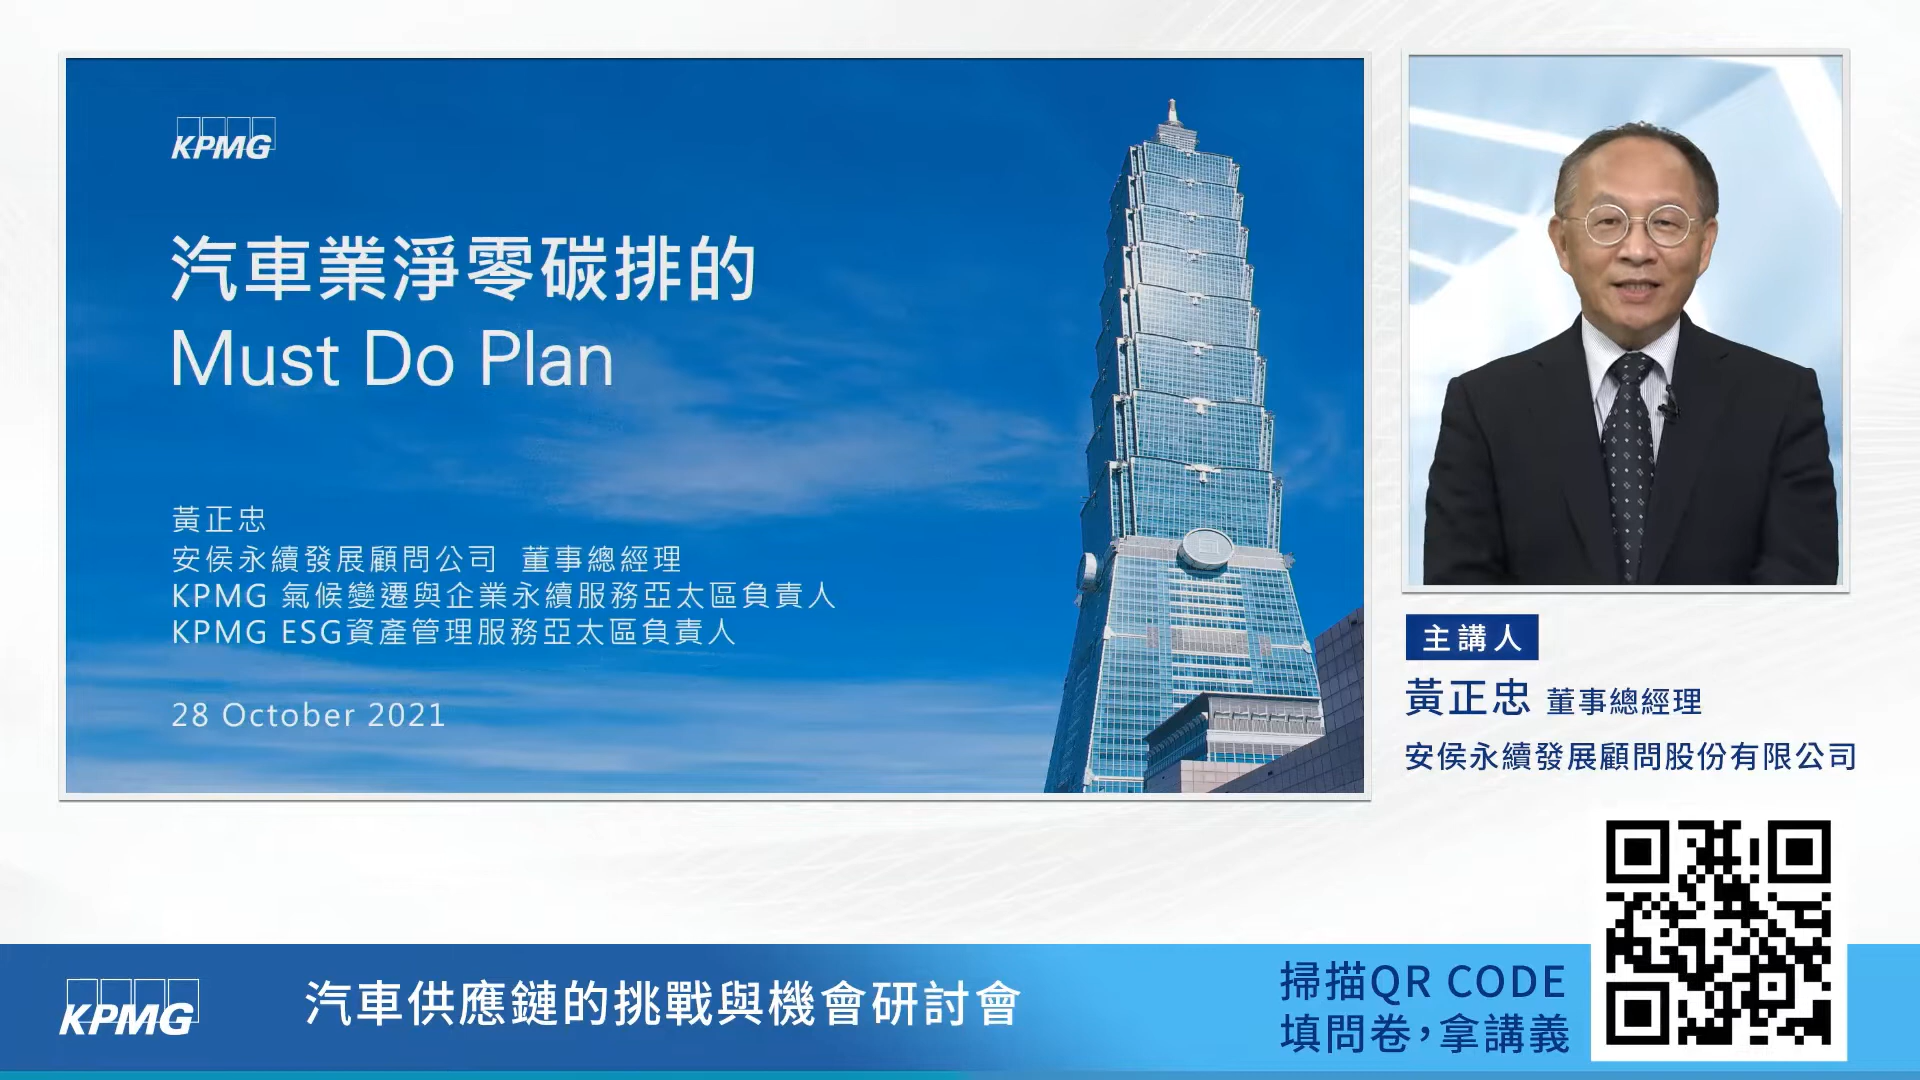 KPMG
汽車業淨零碳排的
Must Do Plan
黃正忠
安侯永續發展顧問公司 董事總經理
KPMG 氣候變遷與企業永續服務亞太區負責人
KPMG ESG資產管理服務亞太區負責人
28 October 2021
主講人
黃正忠 董事總經理
安侯永續發展顧問股份有限公司
KPMG
汽車供應鏈的挑戰與機會研討會
掃描QR CODE
填問卷，拿講義